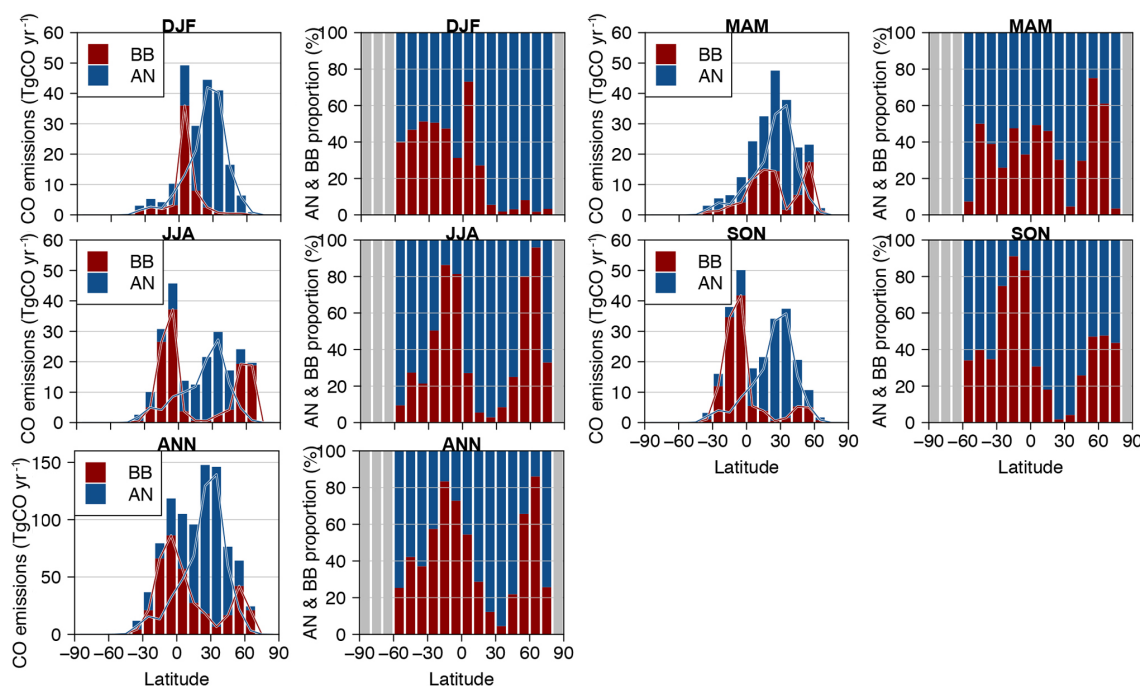 DJF
60
50
40
30
20
10
0
CO emissions (TgCO yr⁻¹)
BB
AN
DJF
100
80
60
40
20
0
AN & BB proportion (%)
MAM
60
50
40
30
20
10
0
CO emissions (TgCO yr⁻¹)
BB
AN
MAM
100
80
60
40
20
0
AN & BB proportion (%)
JJA
60
50
40
30
20
10
0
CO emissions (TgCO yr⁻¹)
BB
AN
JJA
100
80
60
40
20
0
AN & BB proportion (%)
SON
60
50
40
30
20
10
0
CO emissions (TgCO yr⁻¹)
BB
AN
−90 −60 −30 0 30 60 90
Latitude
SON
100
80
60
40
20
0
AN & BB proportion (%)
−90 −60 −30 0 30 60 90
Latitude
ANN
150
100
50
0
CO emissions (TgCO yr⁻¹)
BB
AN
−90 −60 −30 0 30 60 90
Latitude
ANN
100
80
60
40
20
0
AN & BB proportion (%)
−90 −60 −30 0 30 60 90
Latitude